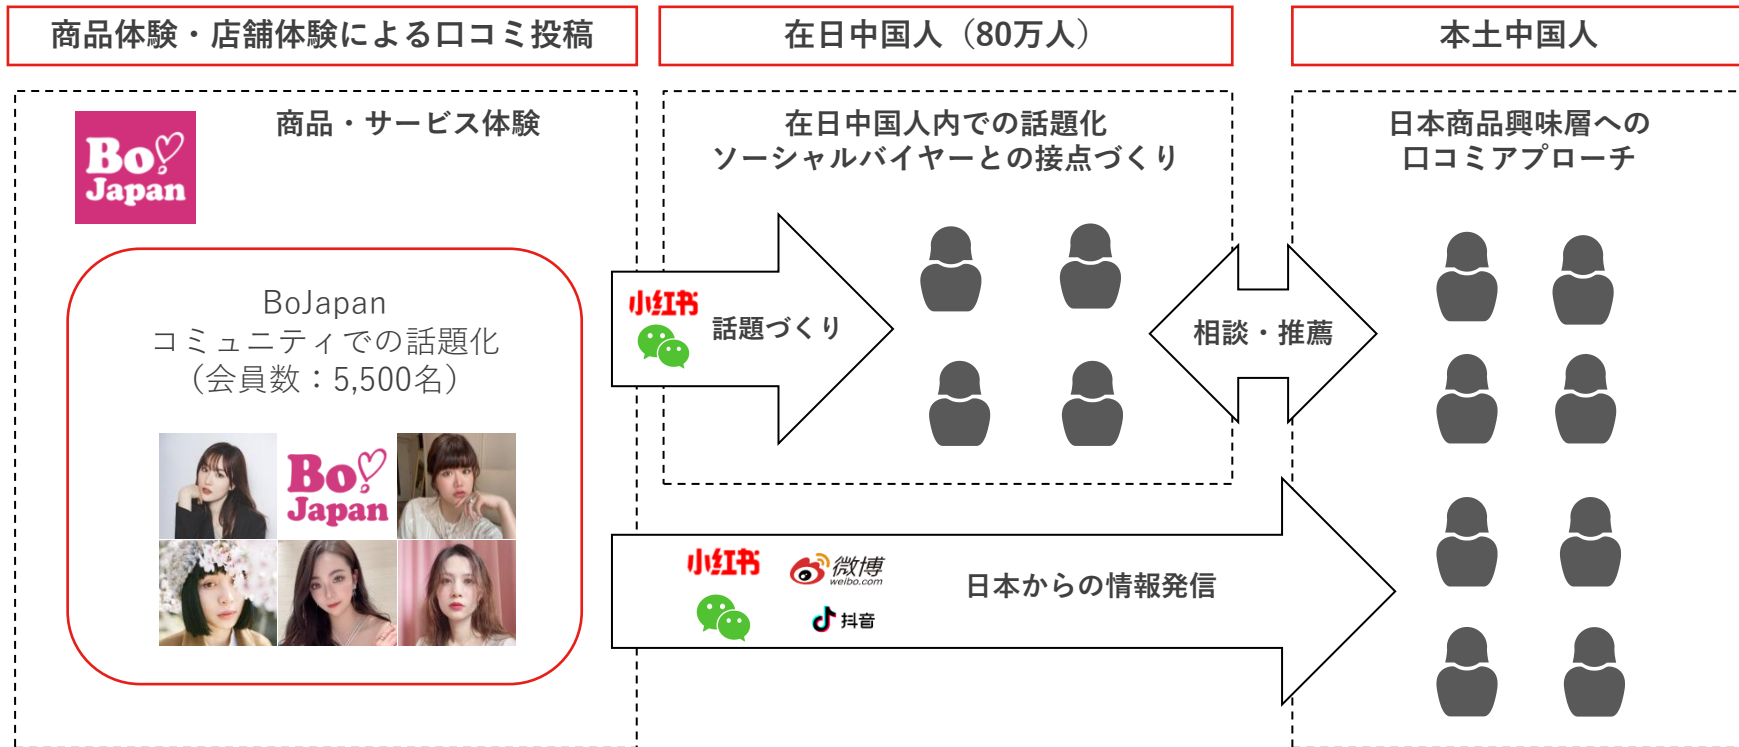 商品体験・店舗体験による口コミ投稿
在日中国人（80万人）
本土中国人
Bo!
Japan
商品・サービス体験
BoJapan
コミュニティでの話題化
（会員数：5,500名）
Bo!
Japan
在日中国人内での話題化
ソーシャルバイヤーとの接点づくり
小红书
話題づくり
相談・推薦
日本商品興味層への
口コミアプローチ
小红书
微博
weibo.com
抖音
日本からの情報発信